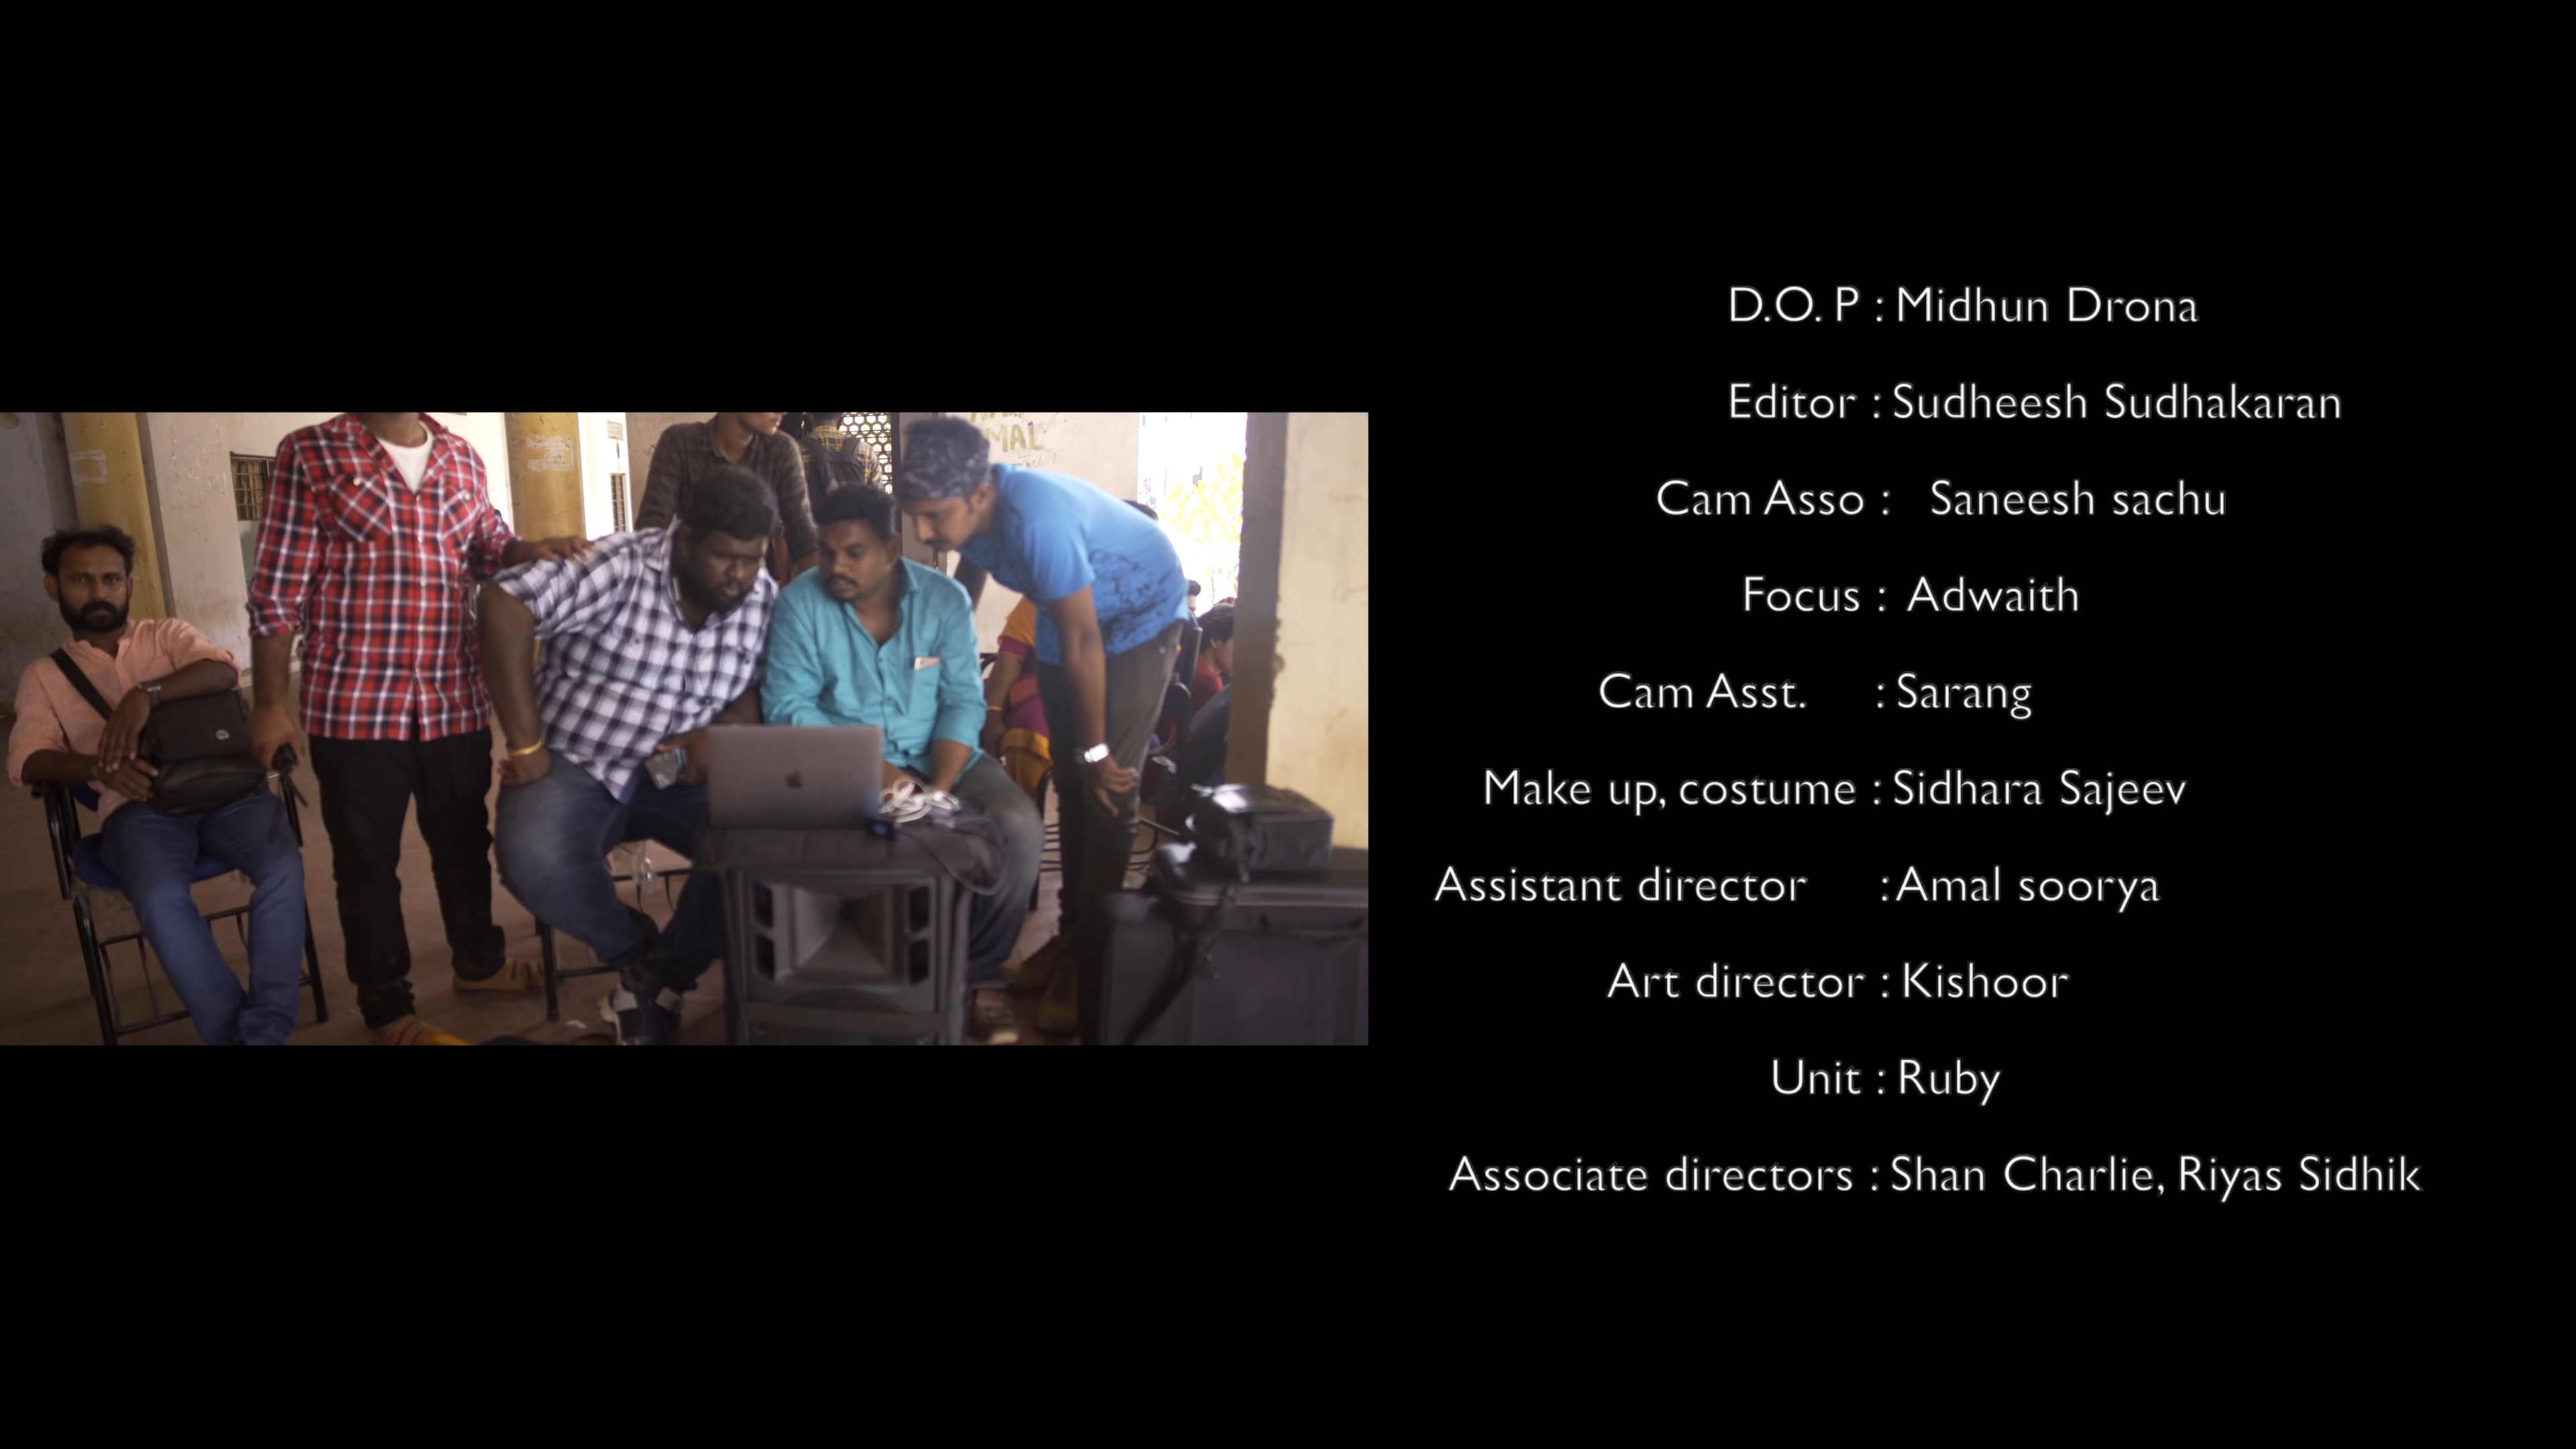 MAL
D.O. P : Midhun Drona
Editor : Sudheesh Sudhakaran
Cam Asso : Saneesh sachu
Focus : Adwaith
Cam Asst. : Sarang
Make up, costume : Sidhara Sajeev
Assistant director : Amal soorya
Art director : Kishoor
Unit : Ruby
Associate directors : Shan Charlie, Riyas Sidhik